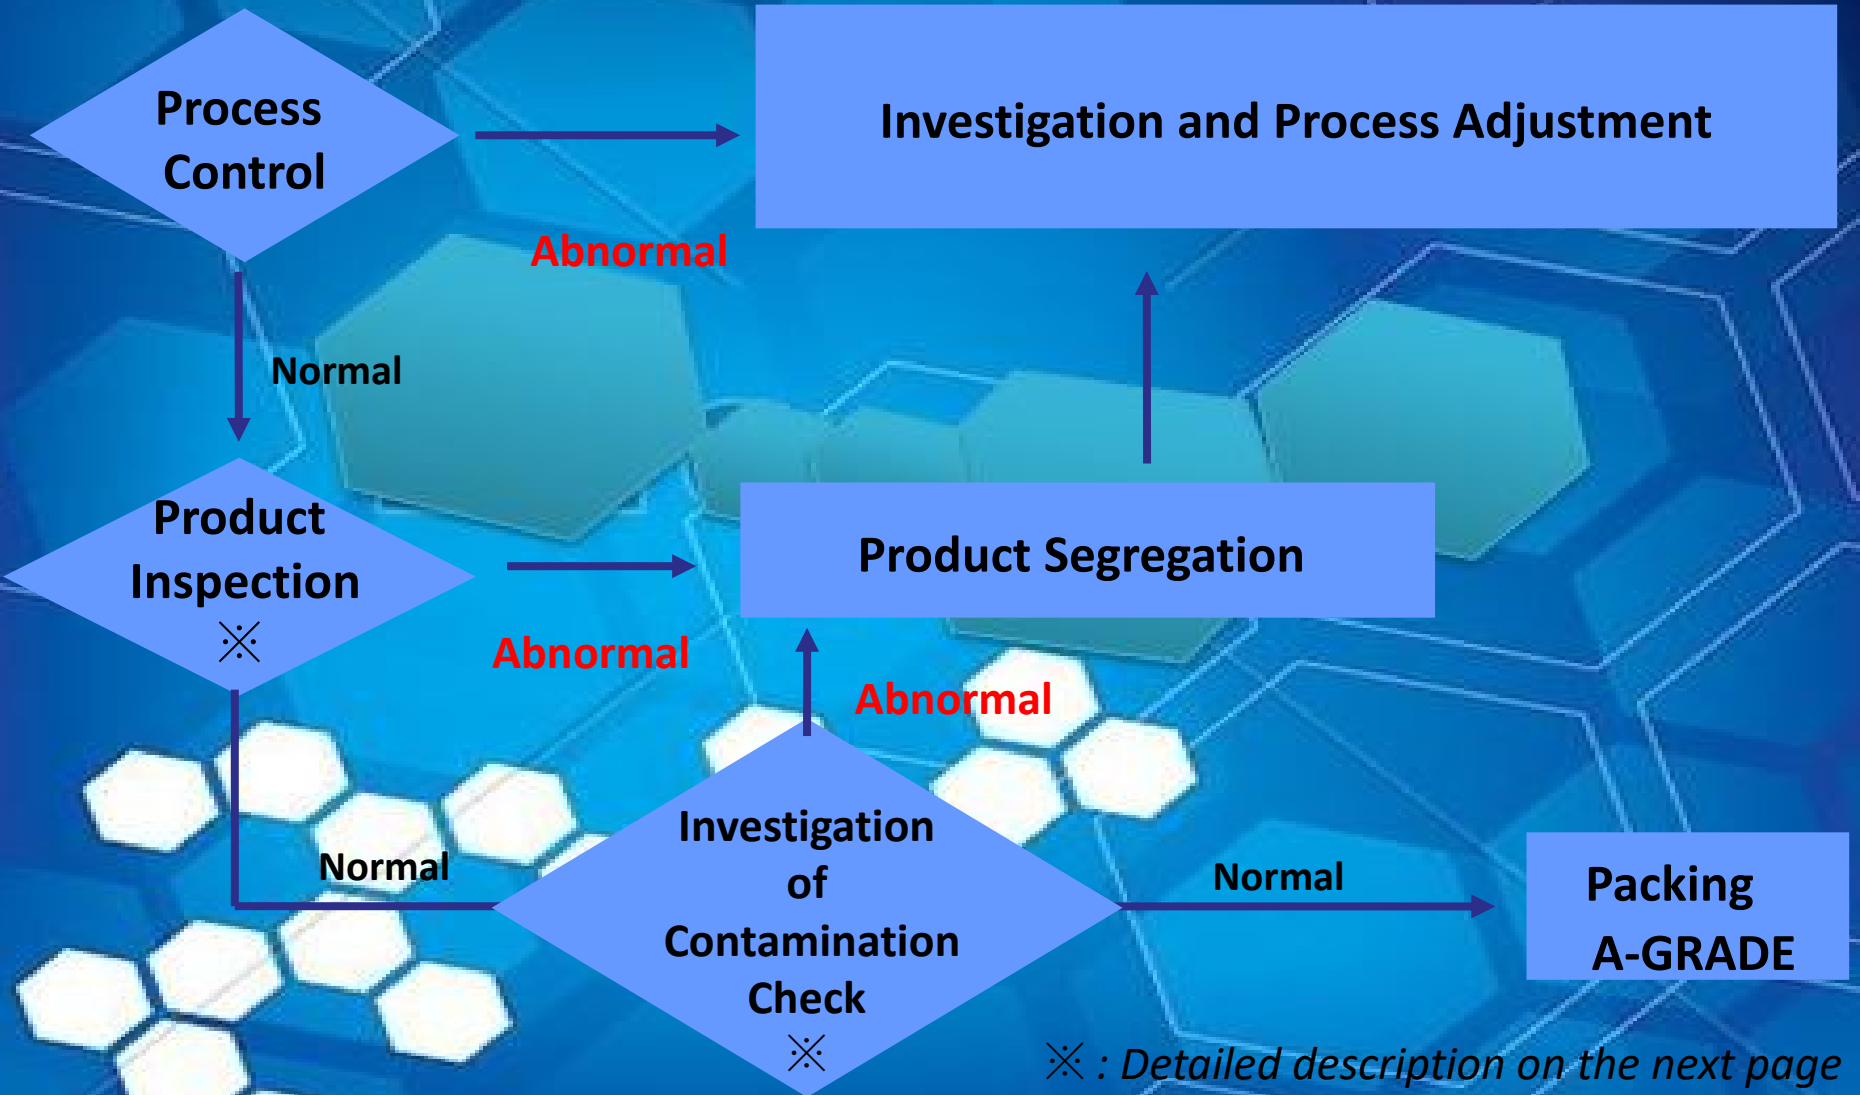 Process
Control
Investigation and Process Adjustment
Abnormal
Normal
Product
Inspection
※
Product Segregation
Abnormal
Abnormal
Investigation
of
Contamination
Check
※
Normal
Normal
Packing
A-GRADE
※ : Detailed description on the next page